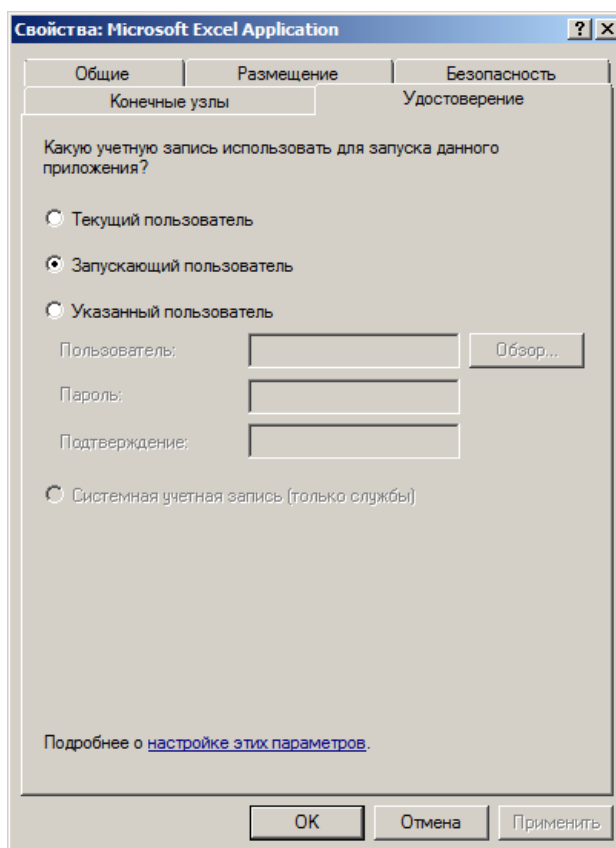 Свойства: Microsoft Excel Application
Общие
Размещение
Безопасность
Конечные узлы
Удостоверение
Какую учетную запись использовать для запуска данного
приложения?
Текущий пользователь
Запускающий пользователь
Указанный пользователь
Пользователь:
Обзор...
Пароль:
Подтверждение:
Системная учетная запись (только службы)
Подробнее о настройке этих параметров.
OK
Отмена
Применить